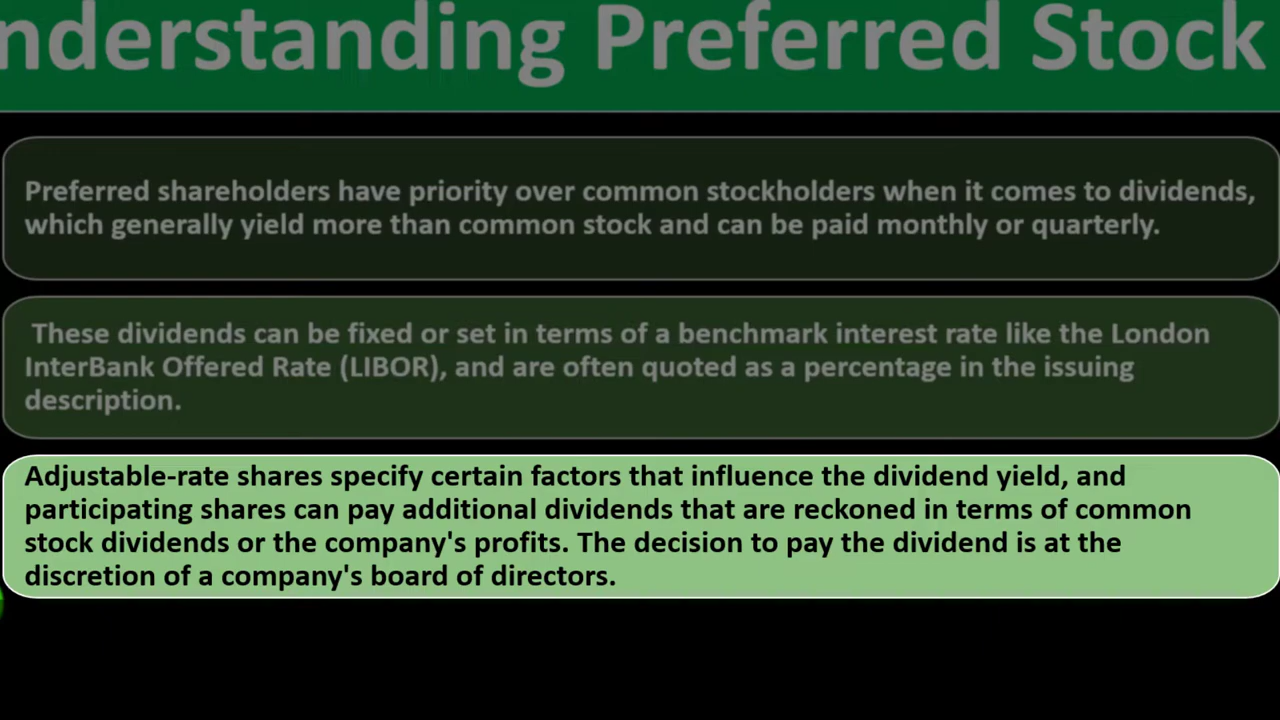 nderstanding Preferred Stock
Preferred shareholders have priority over common stockholders when it comes to dividends,
which generally yield more than common stock and can be paid monthly or quarterly.
These dividends can be fixed or set in terms of a benchmark interest rate like the London
InterBank Offered Rate (LIBOR), and are often quoted as a percentage in the issuing
description.
Adjustable-rate shares specify certain factors that influence the dividend yield, and
participating shares can pay additional dividends that are reckoned in terms of common
stock dividends or the company's profits. The decision to pay the dividend is at the
discretion of a company's board of directors.